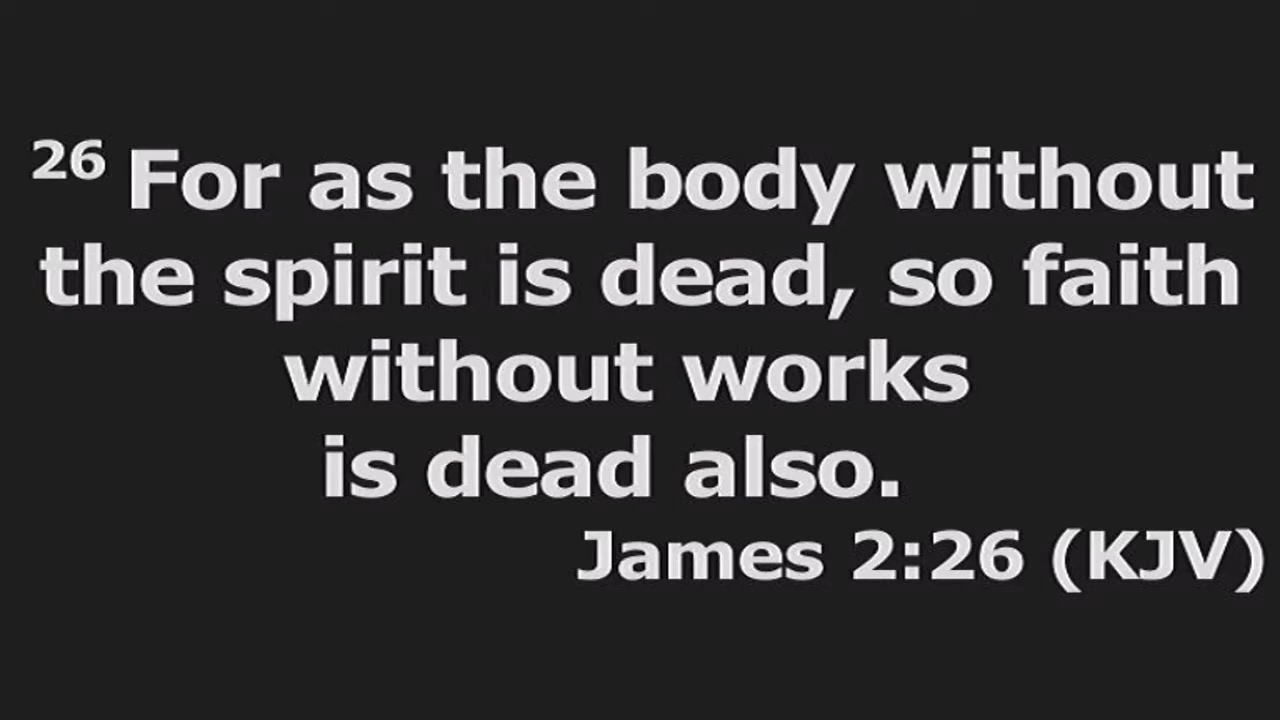 26 For as the body without
the spirit is dead, so faith
without works
is dead also.
James 2:26 (KJV)